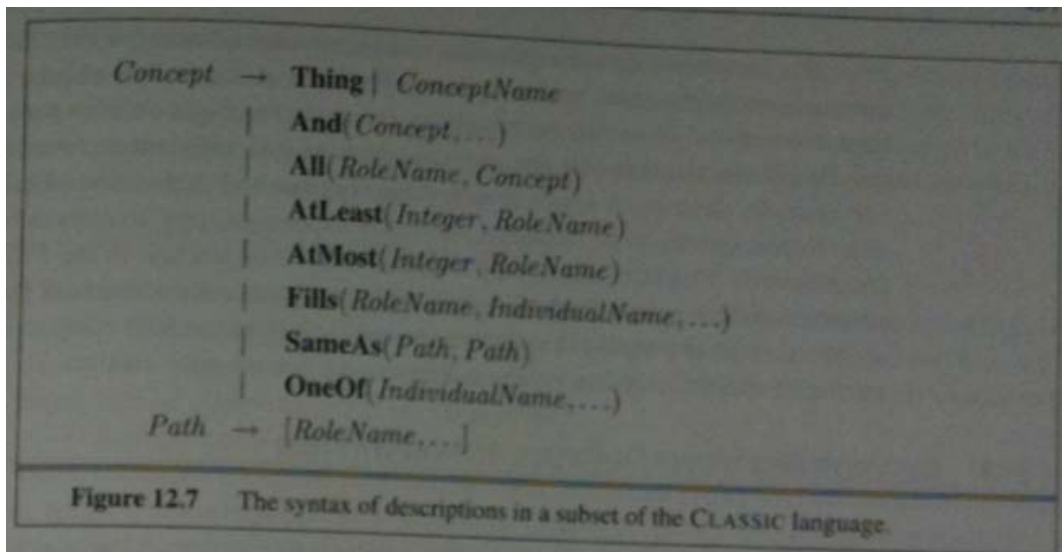 Concept → Thing | ConceptName
| And(Concept, ...)
| All(RoleName, Concept)
| AtLeast(Integer, RoleName)
| AtMost(Integer, RoleName)
| Fills(RoleName, IndividualName, ...)
| SameAs(Path, Path)
| OneOf(IndividualName, ...)
Path → [RoleName, ...]
Figure 12.7 The syntax of descriptions in a subset of the CLASSIC language.